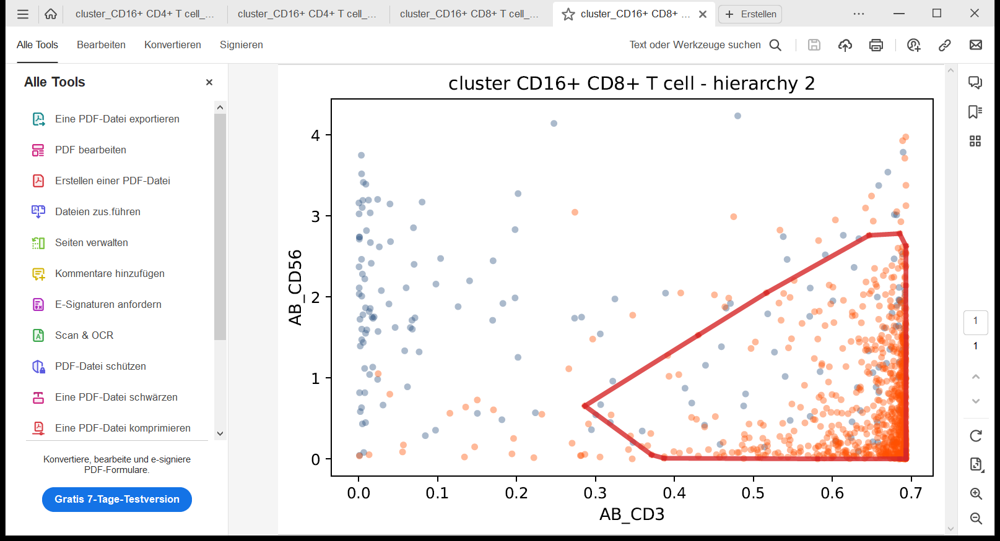 cluster_CD16+ CD4+ T cell_...
cluster_CD16+ CD4+ T cell_...
cluster_CD16+ CD8+ T cell_...
cluster_CD16+ CD8+ ...
Erstellen
Alle Tools
Bearbeiten
Konvertieren
Signieren
Text oder Werkzeuge suchen
Alle Tools
Eine PDF-Datei exportieren
PDF bearbeiten
Erstellen einer PDF-Datei
Dateien zus.führen
Seiten verwalten
Kommentare hinzufügen
E-Signaturen anfordern
Scan & OCR
PDF-Datei schützen
Eine PDF-Datei schwärzen
Eine PDF-Datei komprimieren
Konvertiere, bearbeite und e-signiere
PDF-Formulare.
Gratis 7-Tage-Testversion
cluster CD16+ CD8+ T cell - hierarchy 2
AB_CD56
4
3
2
1
0
0.0 0.1 0.2 0.3 0.4 0.5 0.6 0.7
AB_CD3
1
1